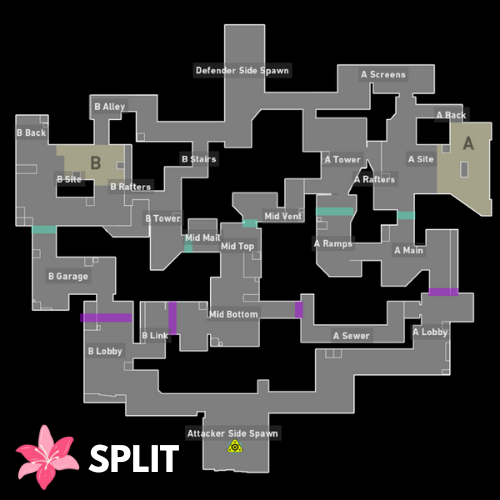 Defender Side Spawn
A Screens
B Alley
A Back
B Back
B
A
B Stairs
A Tower
A Site
B Site
B Rafters
A Rafters
B Tower
Mid Vent
Mid Mail
Mid Top
A Ramps
A Main
B Garage
Mid Bottom
B Link
A Sewer
A Lobby
B Lobby
Attacker Side Spawn
SPLIT